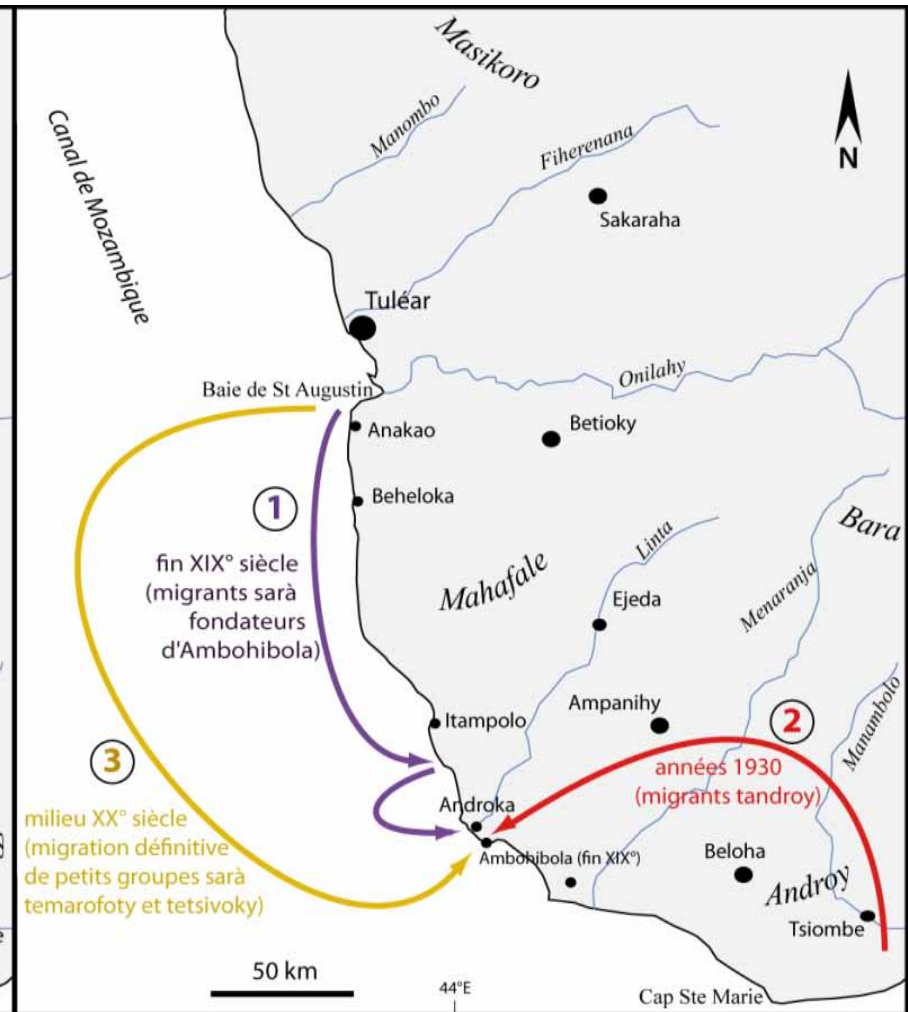 Masikoro
Manombo
Canal de Mozambique
Fiherenana
N
Sakaraha
Tuléar
Onilahy
Baie de St Augustin
Anakao
Betioky
Beheloka
1
fin XIX° siècle
(migrants sarà
fondateurs
d'Ambohibola)
Bara
Linta
Mahafale
Menaranja
Ejeda
Manambolo
Ampanihy
Itampolo
2
années 1930
(migrants tandroy)
3
milieu XX° siècle
(migration définitive
de petits groupes sarà
temarofoty et tetsivoky)
Androka
Ambohibola (fin XIX°)
Beloha
Androy
Tsiombe
50 km
44°E
Cap Ste Marie